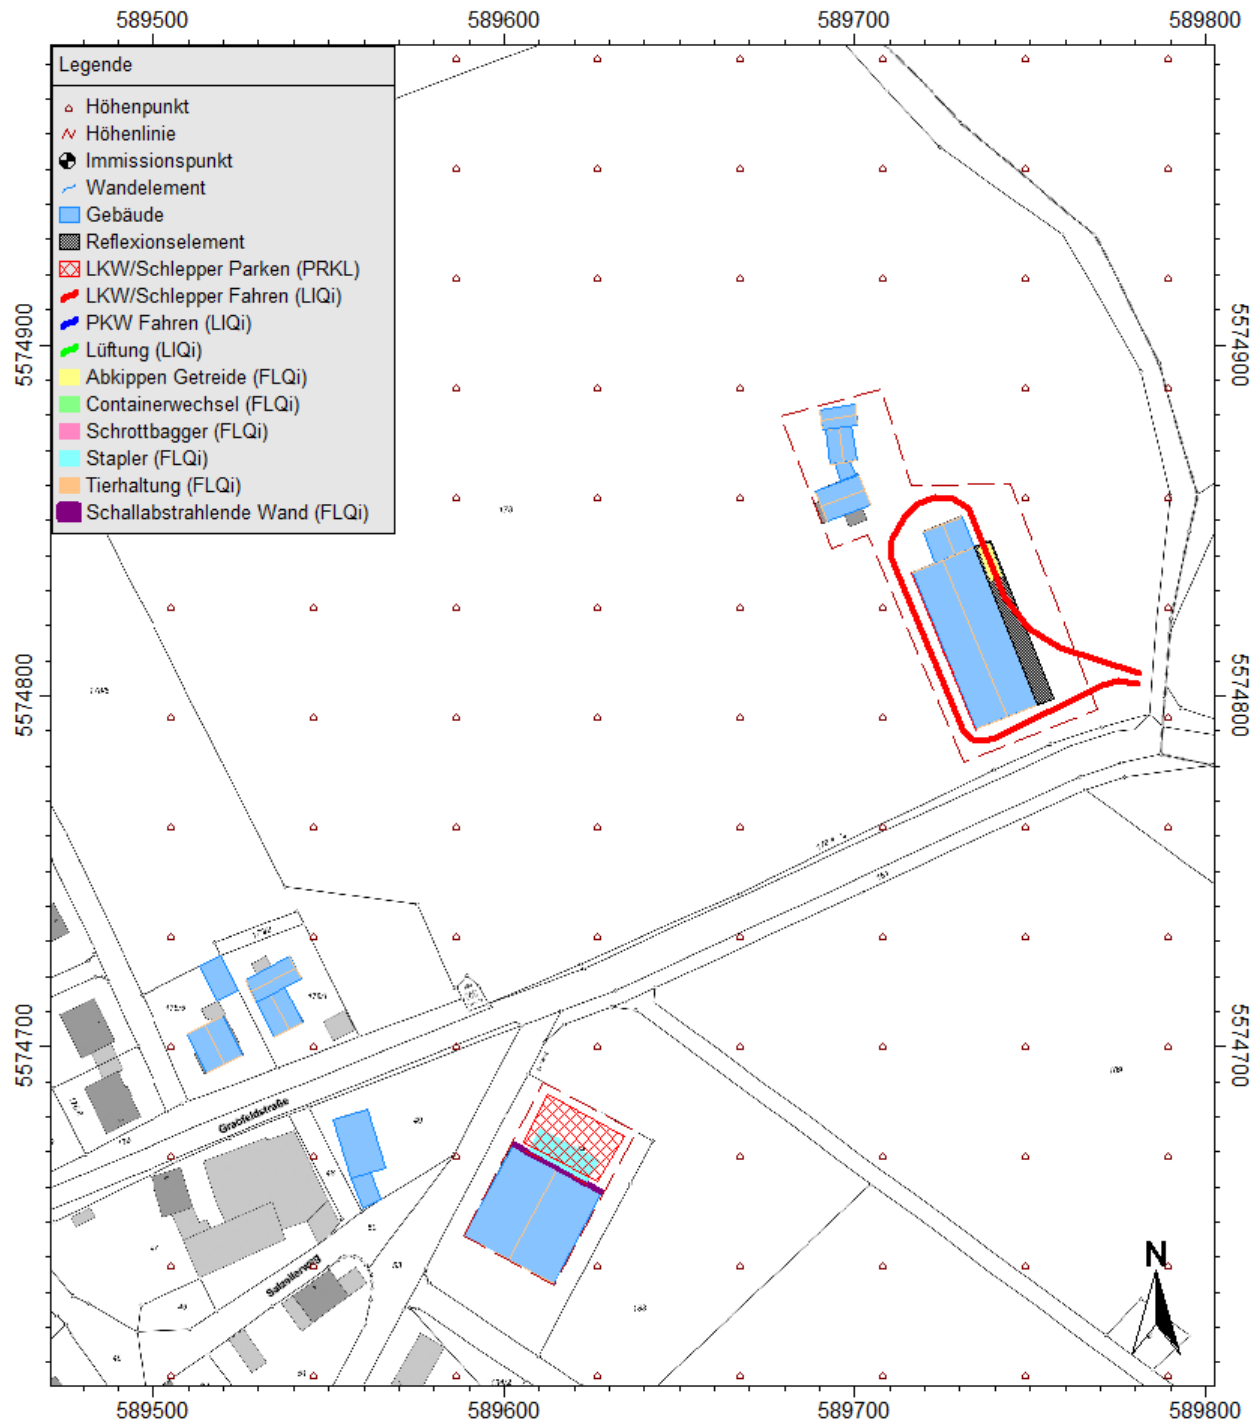 589500 589600 589700 589800
Legende
Höhenpunkt
Höhenlinie
Immissionspunkt
Wandelement
Gebäude
Reflexionselement
LKW/Schlepper Parken (PRKL)
LKW/Schlepper Fahren (LIQi)
PKW Fahren (LIQi)
Lüftung (LIQi)
Abkippen Getreide (FLQi)
Containerwechsel (FLQi)
Schrottbagger (FLQi)
Stapler (FLQi)
Tierhaltung (FLQi)
Schallabstrahlende Wand (FLQi)
5574900
5574900
5574800
5574800
5574700
5574700
Grabfeldstraße
N
589500 589600 589700 589800